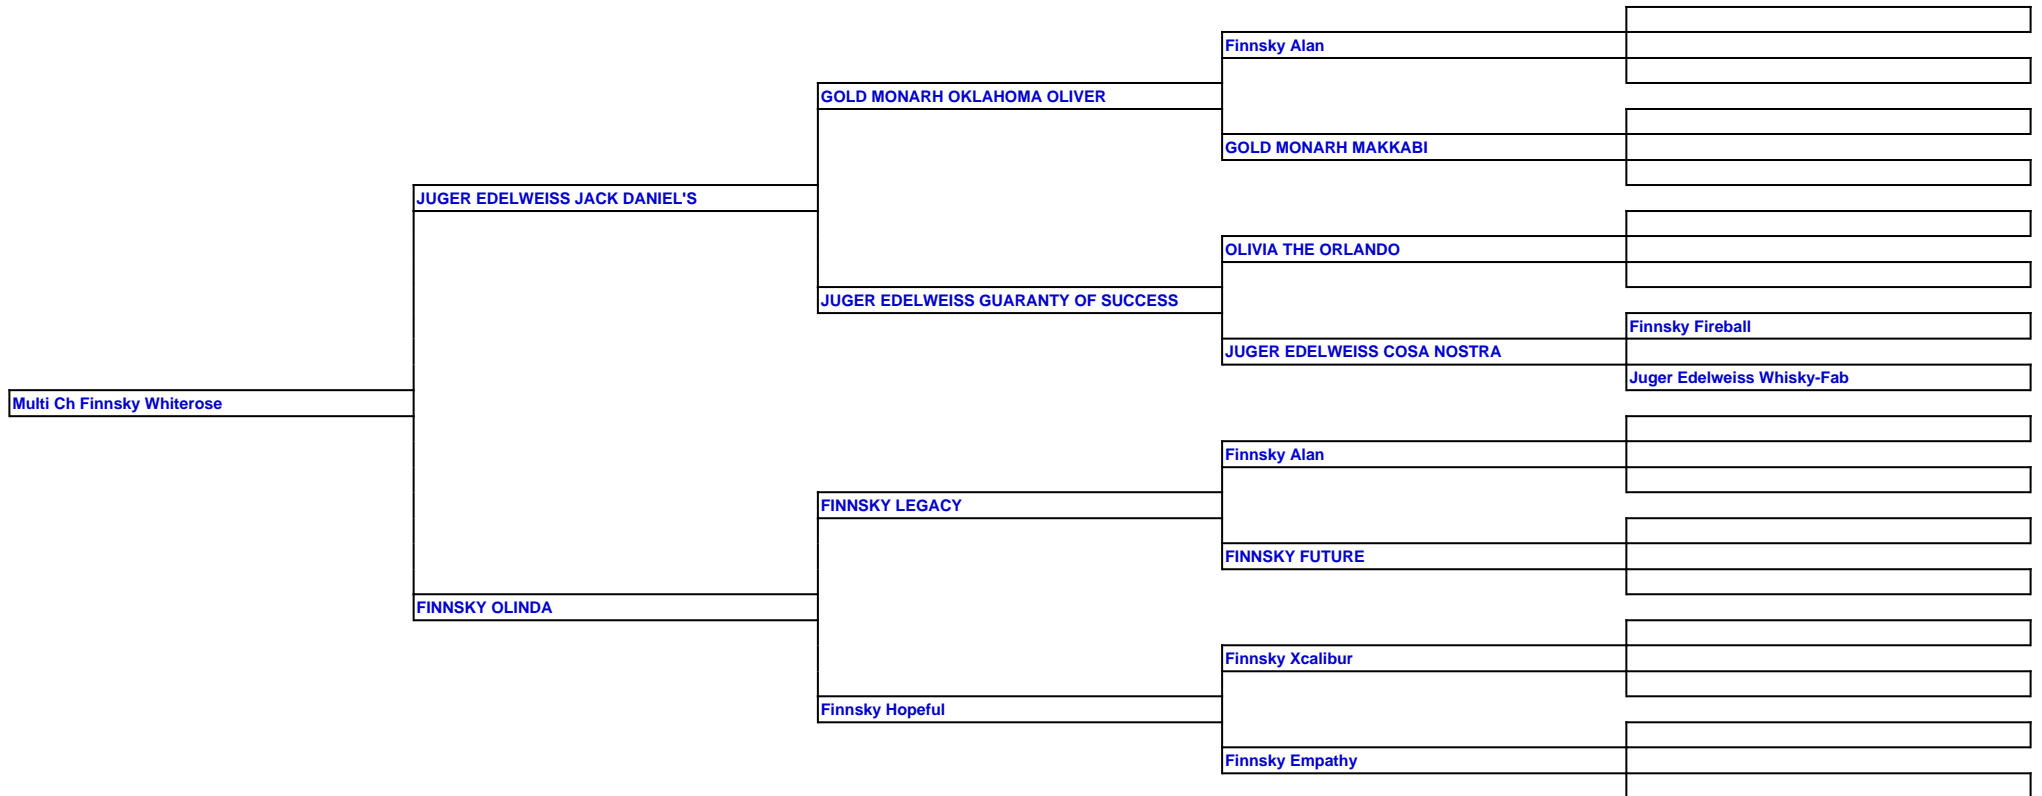 Finnsky Alan
GOLD MONARH OKLAHOMA OLIVER
GOLD MONARH MAKKABI
JUGER EDELWEISS JACK DANIEL'S
OLIVIA THE ORLANDO
JUGER EDELWEISS GUARANTY OF SUCCESS
Finnsky Fireball
JUGER EDELWEISS COSA NOSTRA
Juger Edelweiss Whisky-Fab
Multi Ch Finnsky Whiterose
Finnsky Alan
FINNSKY LEGACY
FINNSKY FUTURE
FINNSKY OLINDA
Finnsky Xcalibur
Finnsky Hopeful
Finnsky Empathy